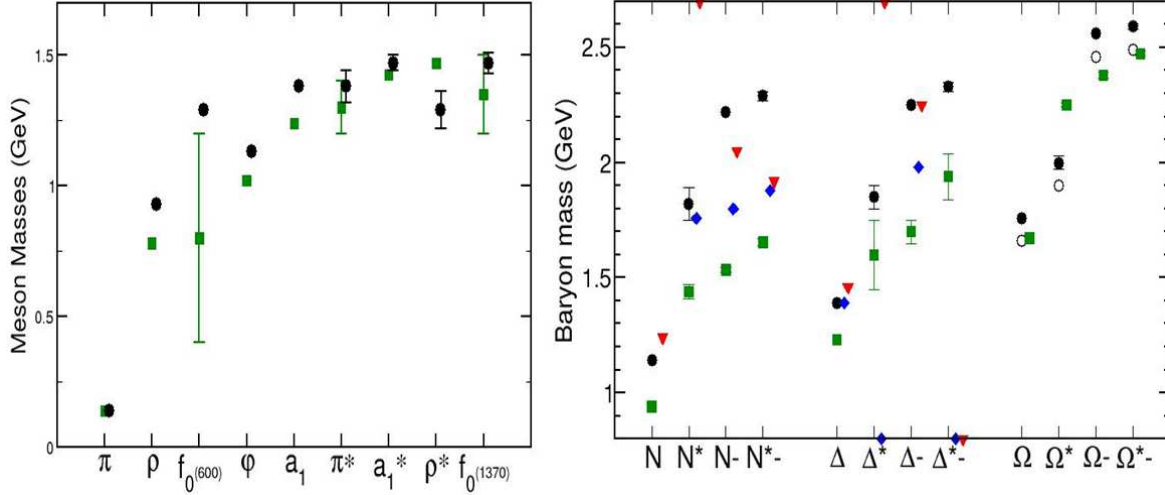 Meson Masses (GeV)
1.5
1
0.5
0
π ρ f0(600) φ a1 π* a1* ρ* f0(1370)
Baryon mass (GeV)
2.5
2
1.5
1
N N* N- N*- Δ Δ* Δ- Δ*- Ω Ω* Ω- Ω*-